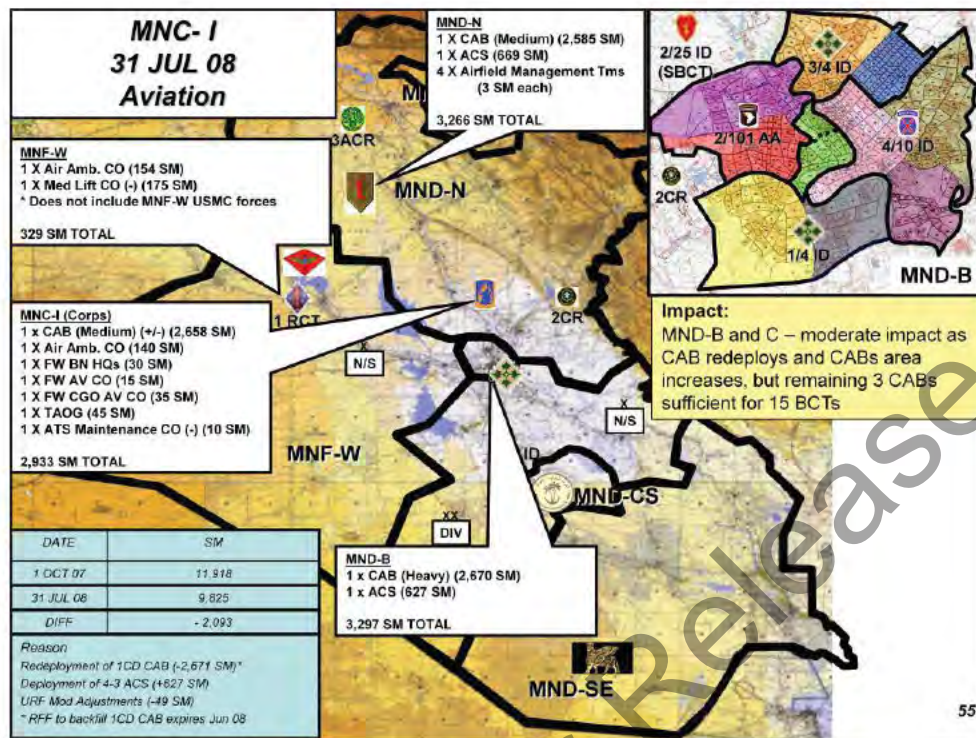 MNC- I
31 JUL 08
Aviation
MND-N
1 X CAB (Medium) (2,585 SM)
1 X ACS (669 SM)
4 X Airfield Management Tms
(3 SM each)
3,266 SM TOTAL
2/25 ID
(SBCT)
3/4 ID
2/101 AA
4/10 ID
2CR
1/4 ID
MND-B
3ACR
MND-N
MNF-W
1 X Air Amb. CO (154 SM)
1 X Med Lift CO (-) (175 SM)
* Does not include MNF-W USMC forces
329 SM TOTAL
1 RCT
2CR
MNC-I (Corps)
1 x CAB (Medium) (+/-) (2,658 SM)
1 x Air Amb. CO (140 SM)
1 X FW BN HQs (30 SM)
1 X FW AV CO (15 SM)
1 X FW CGO AV CO (35 SM)
1 X TAOG (45 SM)
1 X ATS Maintenance CO (-) (10 SM)
2,933 SM TOTAL
Impact:
MND-B and C – moderate impact as
CAB redeploys and CABs area
increases, but remaining 3 CABs
sufficient for 15 BCTs
X
N/S
X
N/S
MNF-W
ID
MND-CS
XX
DIV
MND-B
1 x CAB (Heavy) (2,670 SM)
1 x ACS (627 SM)
3,297 SM TOTAL
MND-SE
DATE SM
1 OCT 07 11,918
31 JUL 08 9,825
DIFF - 2,093
Reason
Redeployment of 1CD CAB (-2,671 SM)*
Deployment of 4-3 ACS (+627 SM)
URF Mod Adjustments (-49 SM)
* RFF to backfill 1CD CAB expires Jun 08
Release
55